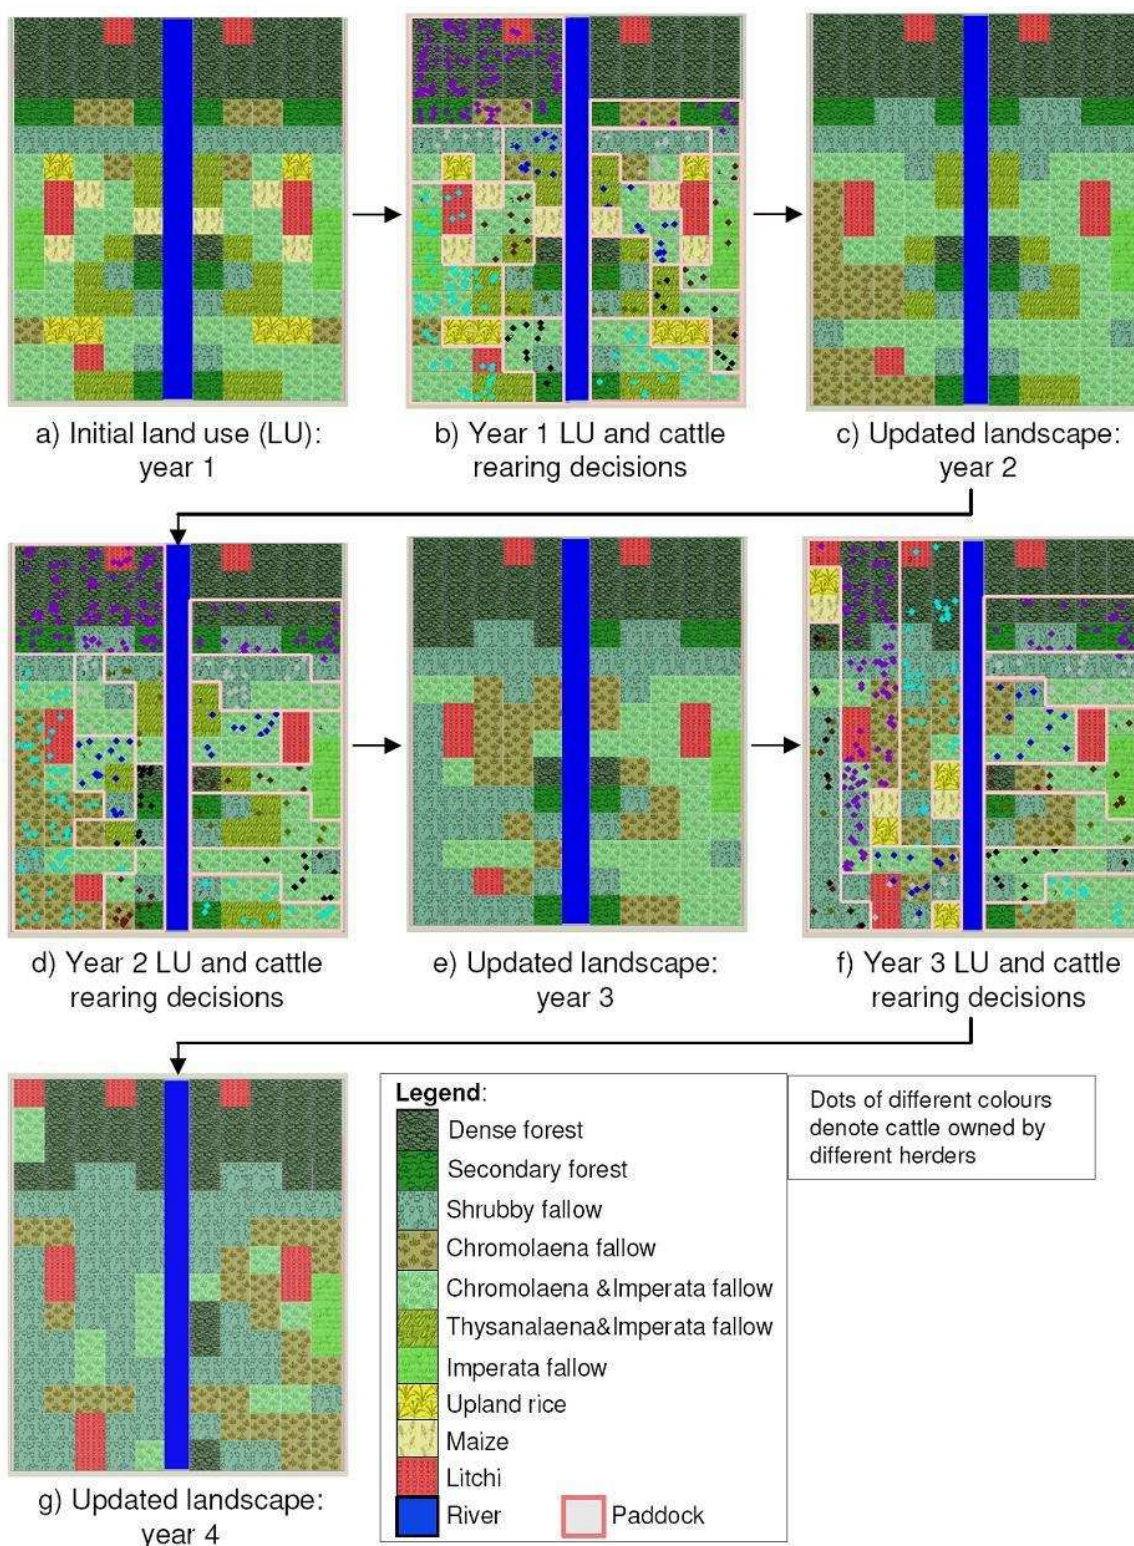 a) Initial land use (LU):
year 1
b) Year 1 LU and cattle
rearing decisions
c) Updated landscape:
year 2
d) Year 2 LU and cattle
rearing decisions
e) Updated landscape:
year 3
f) Year 3 LU and cattle
rearing decisions
g) Updated landscape:
year 4
Legend:
Dense forest
Secondary forest
Shrubby fallow
Chromolaena fallow
Chromolaena &Imperata fallow
Thysanalaena&Imperata fallow
Imperata fallow
Upland rice
Maize
Litchi
River
Paddock
Dots of different colours
denote cattle owned by
different herders